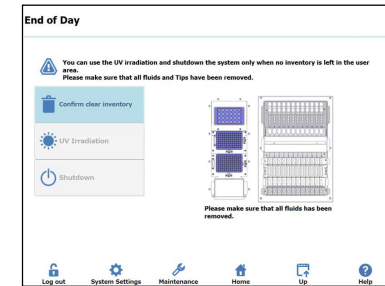 End of Day
You can use the UV irradiation and shutdown the system only when no inventory is left in the user
area.
Please make sure that all fluids and Tips have been removed.
Confirm clear inventory
UV Irradiation
Shutdown
Please make sure that all fluids has been
removed.
Log out
System Settings
Maintenance
Home
Up
Help